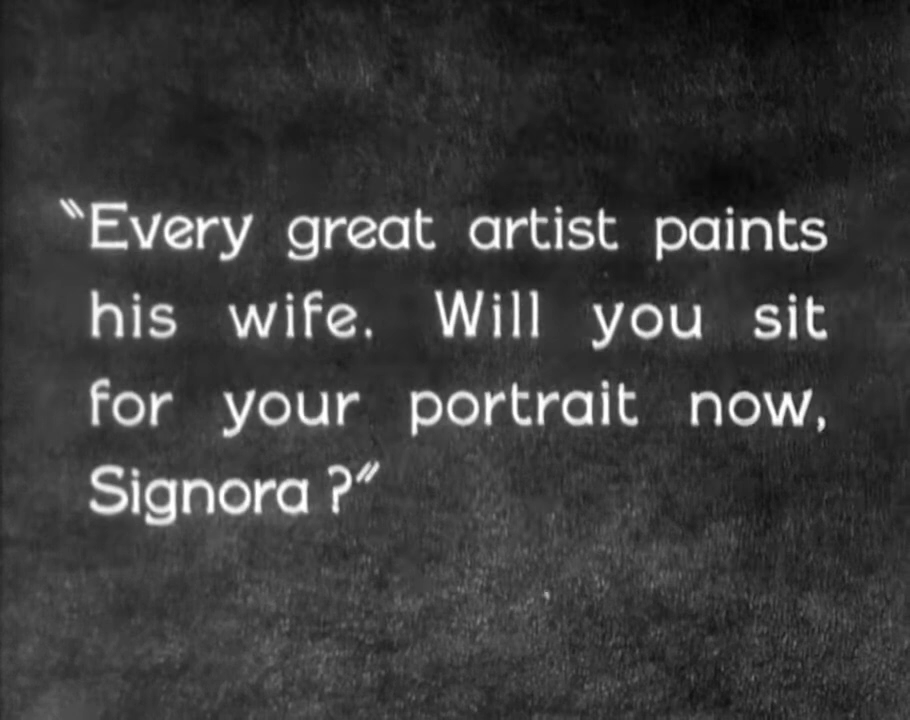 “Every great artist paints
his wife. Will you sit
for your portrait now,
Signora?”